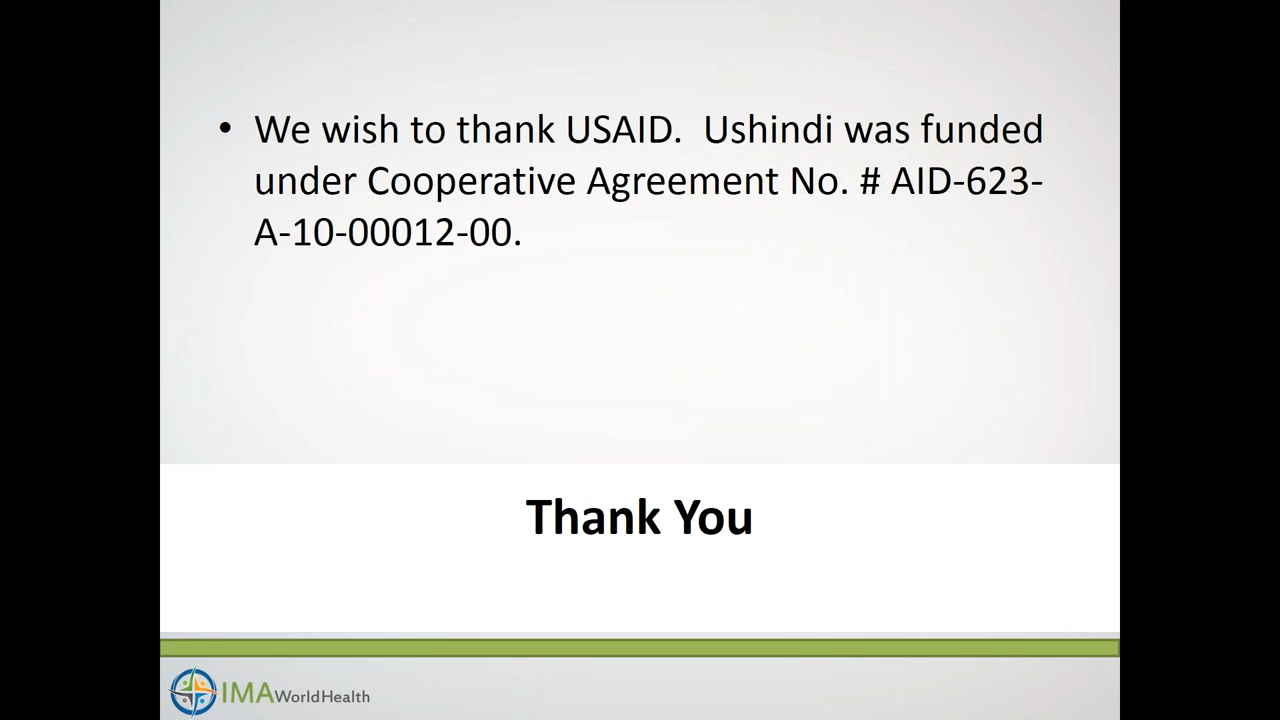 • We wish to thank USAID.  Ushindi was funded
under Cooperative Agreement No. # AID-623-
A-10-00012-00.
Thank You
IMAWorldHealth